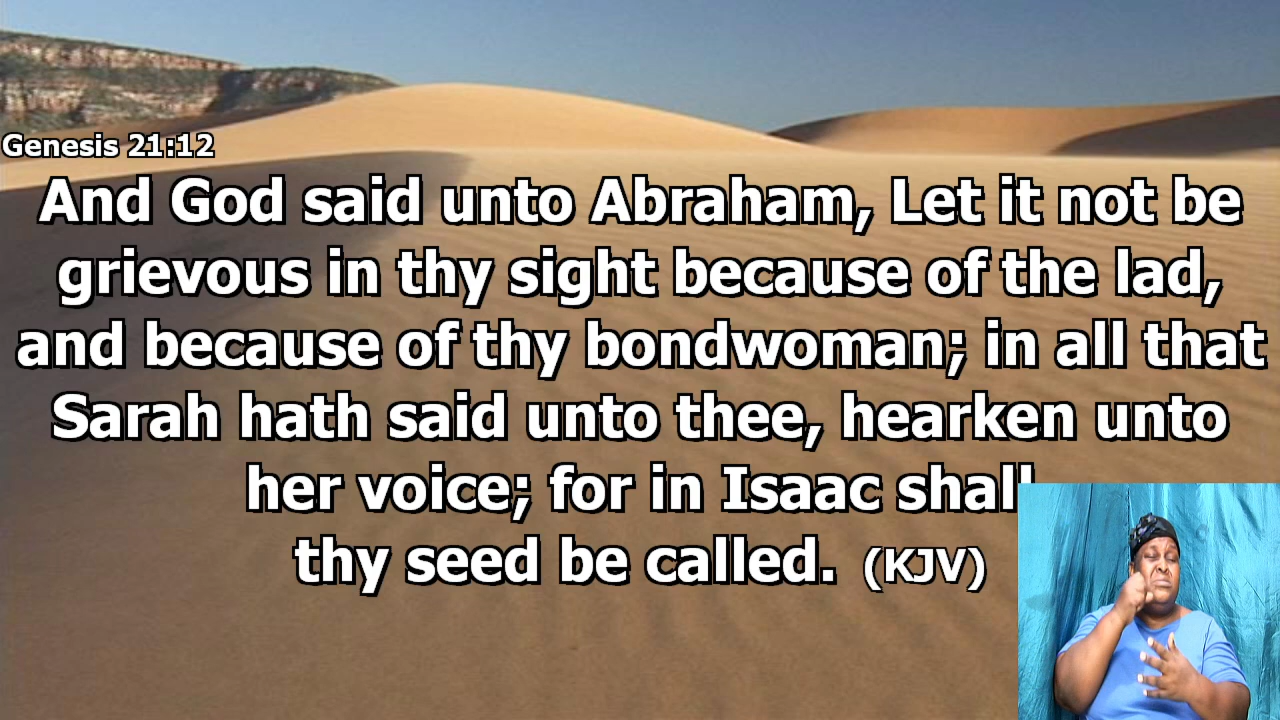 Genesis 21:12
And God said unto Abraham, Let it not be
grievous in thy sight because of the lad,
and because of thy bondwoman; in all that
Sarah hath said unto thee, hearken unto
her voice; for in Isaac shall
thy seed be called. (KJV)